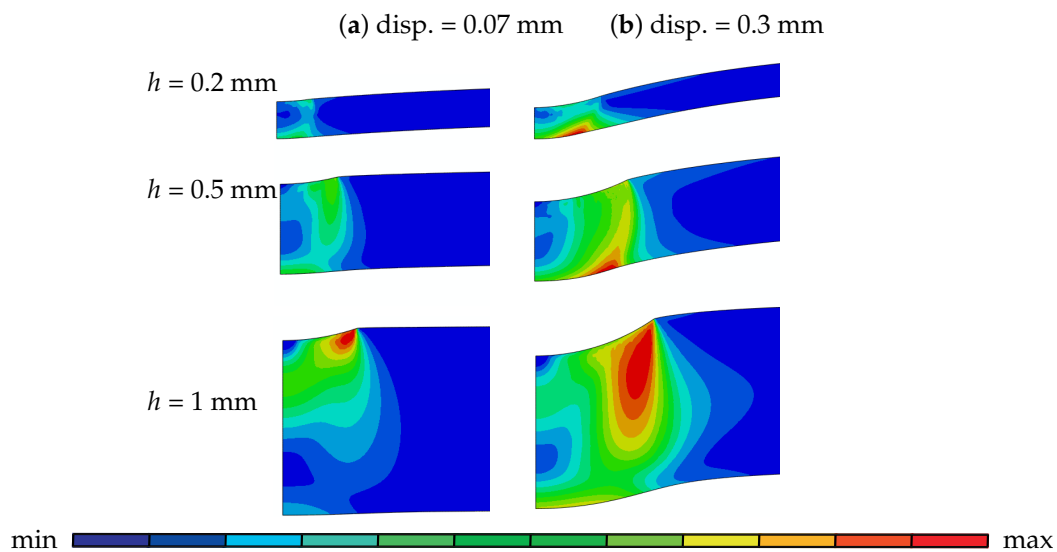 (a) disp. = 0.07 mm (b) disp. = 0.3 mm
h = 0.2 mm
h = 0.5 mm
h = 1 mm
min max